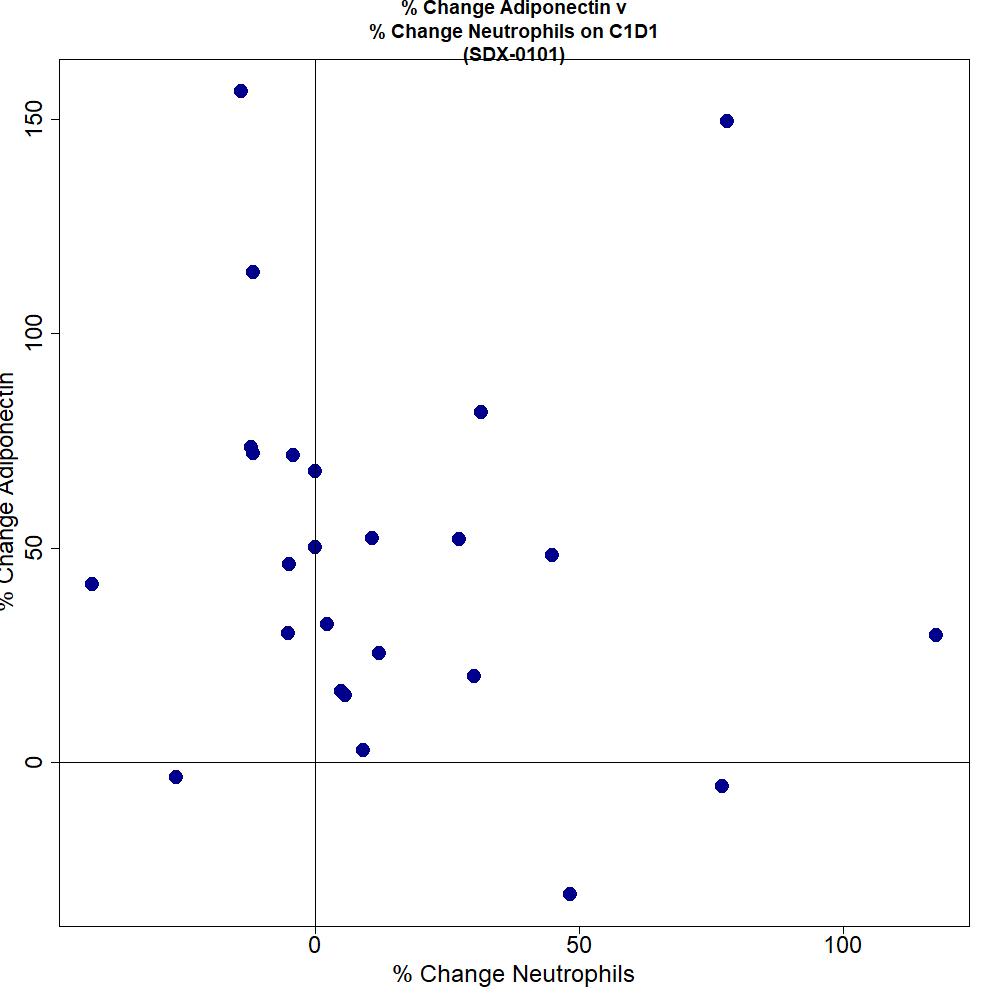 % Change Adiponectin v
% Change Neutrophils on C1D1
(SDX-0101)
% Change Adiponectin
150
100
50
0
0
50
100
% Change Neutrophils